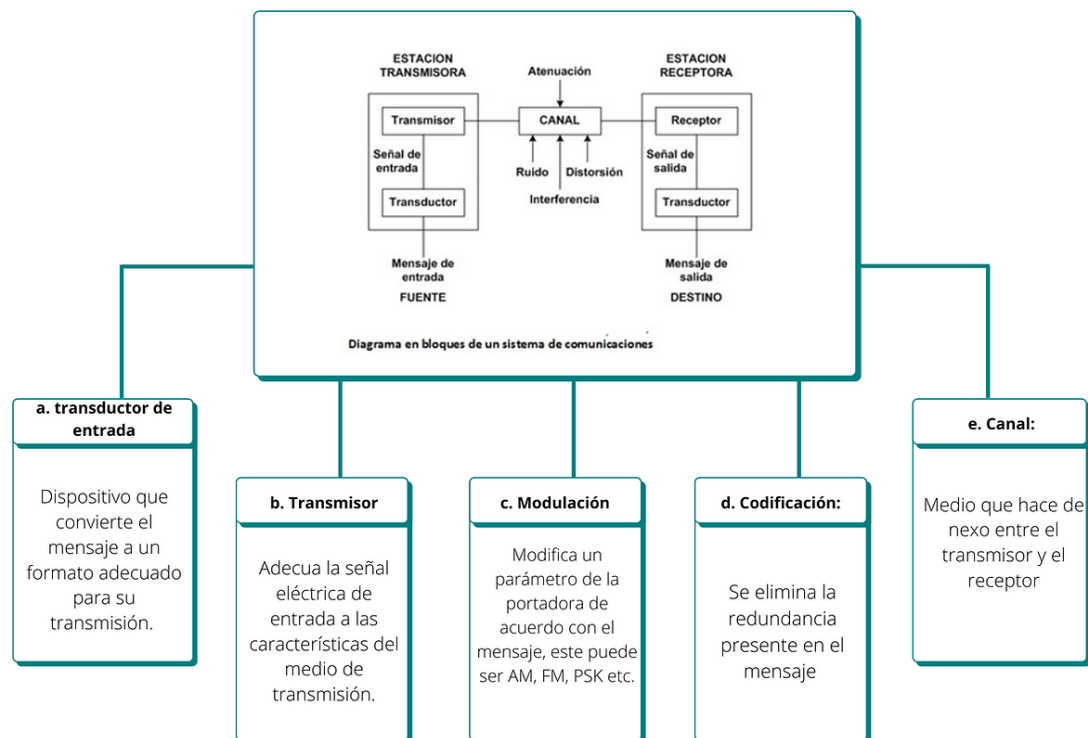 ESTACION
TRANSMISORA
ESTACION
RECEPTORA
Atenuación
Transmisor
CANAL
Receptor
Señal de
entrada
Señal de
salida
Ruido
Distorsión
Interferencia
Transductor
Transductor
Mensaje de
entrada
Mensaje de
salida
FUENTE
DESTINO
Diagrama en bloques de un sistema de comunicaciones
a. transductor de
entrada
Dispositivo que
convierte el
mensaje a un
formato adecuado
para su
transmisión.
b. Transmisor
Adecua la señal
eléctrica de
entrada a las
características del
medio de
transmisión.
c. Modulación
Modifica un
parámetro de la
portadora de
acuerdo con el
mensaje, este puede
ser AM, FM, PSK etc.
d. Codificación:
Se elimina la
redundancia
presente en el
mensaje
e. Canal:
Medio que hace de
nexo entre el
transmisor y el
receptor